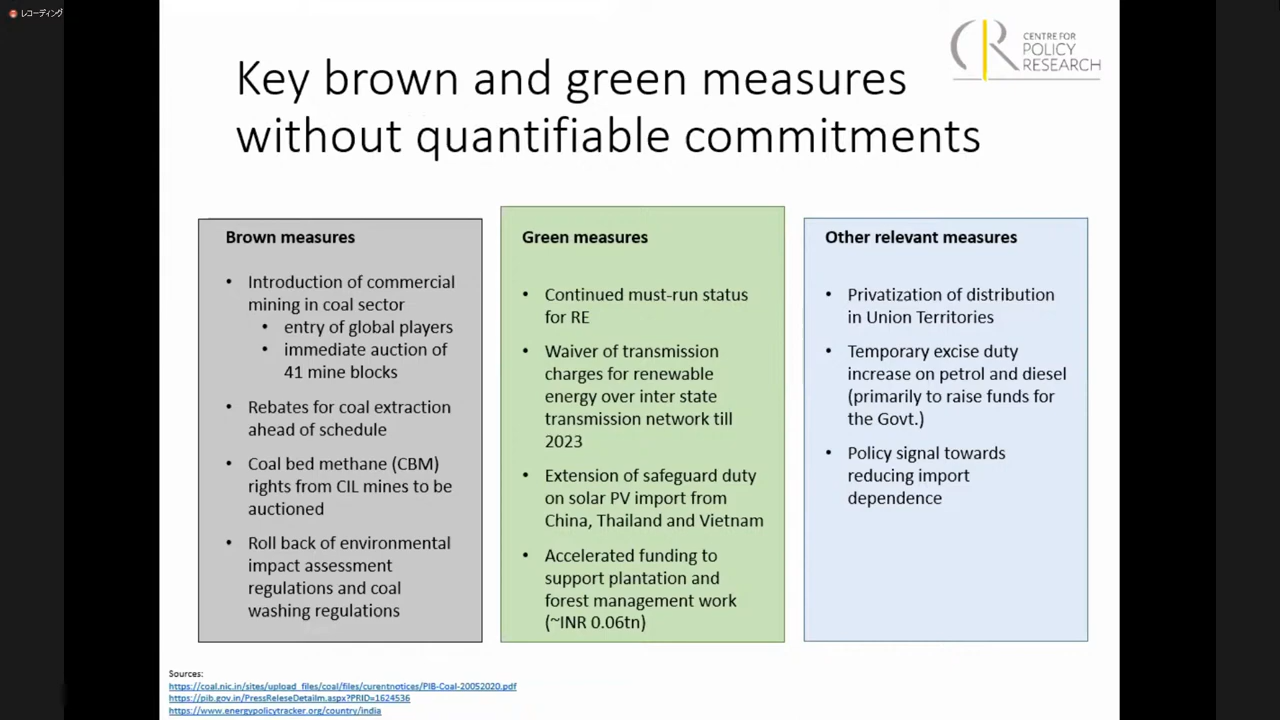 レコーディング
CENTRE FOR
POLICY
RESEARCH
Key brown and green measures
without quantifiable commitments
Brown measures
• Introduction of commercial
mining in coal sector
• entry of global players
• immediate auction of
41 mine blocks
• Rebates for coal extraction
ahead of schedule
• Coal bed methane (CBM)
rights from CIL mines to be
auctioned
• Roll back of environmental
impact assessment
regulations and coal
washing regulations
Green measures
• Continued must-run status
for RE
• Waiver of transmission
charges for renewable
energy over inter state
transmission network till
2023
• Extension of safeguard duty
on solar PV import from
China, Thailand and Vietnam
• Accelerated funding to
support plantation and
forest management work
(~INR 0.06tn)
Other relevant measures
• Privatization of distribution
in Union Territories
• Temporary excise duty
increase on petrol and diesel
(primarily to raise funds for
the Govt.)
• Policy signal towards
reducing import
dependence
Sources:
https://coal.nic.in/sites/upload_files/coal/files/curentnotices/PIB-Coal-20052020.pdf
https://pib.gov.in/PressReleseDetailm.aspx?PRID=1624536
https://www.energypolicytracker.org/country/india